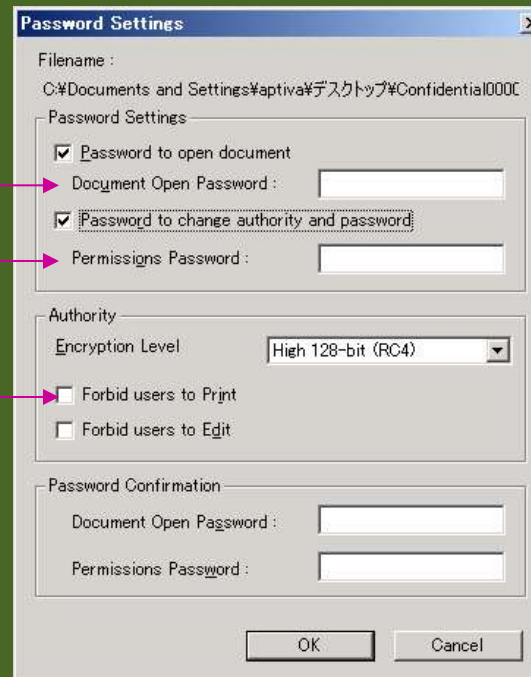 Password Settings
Filename :
C:¥Documents and Settings¥aptiva¥デスクトップ¥Confidential000
Password Settings
Password to open document
Document Open Password :
Password to change authority and password
Permissions Password :
Authority
Encryption Level High 128-bit (RC4)
Forbid users to Print
Forbid users to Edit
Password Confirmation
Document Open Password :
Permissions Password :
OK Cancel